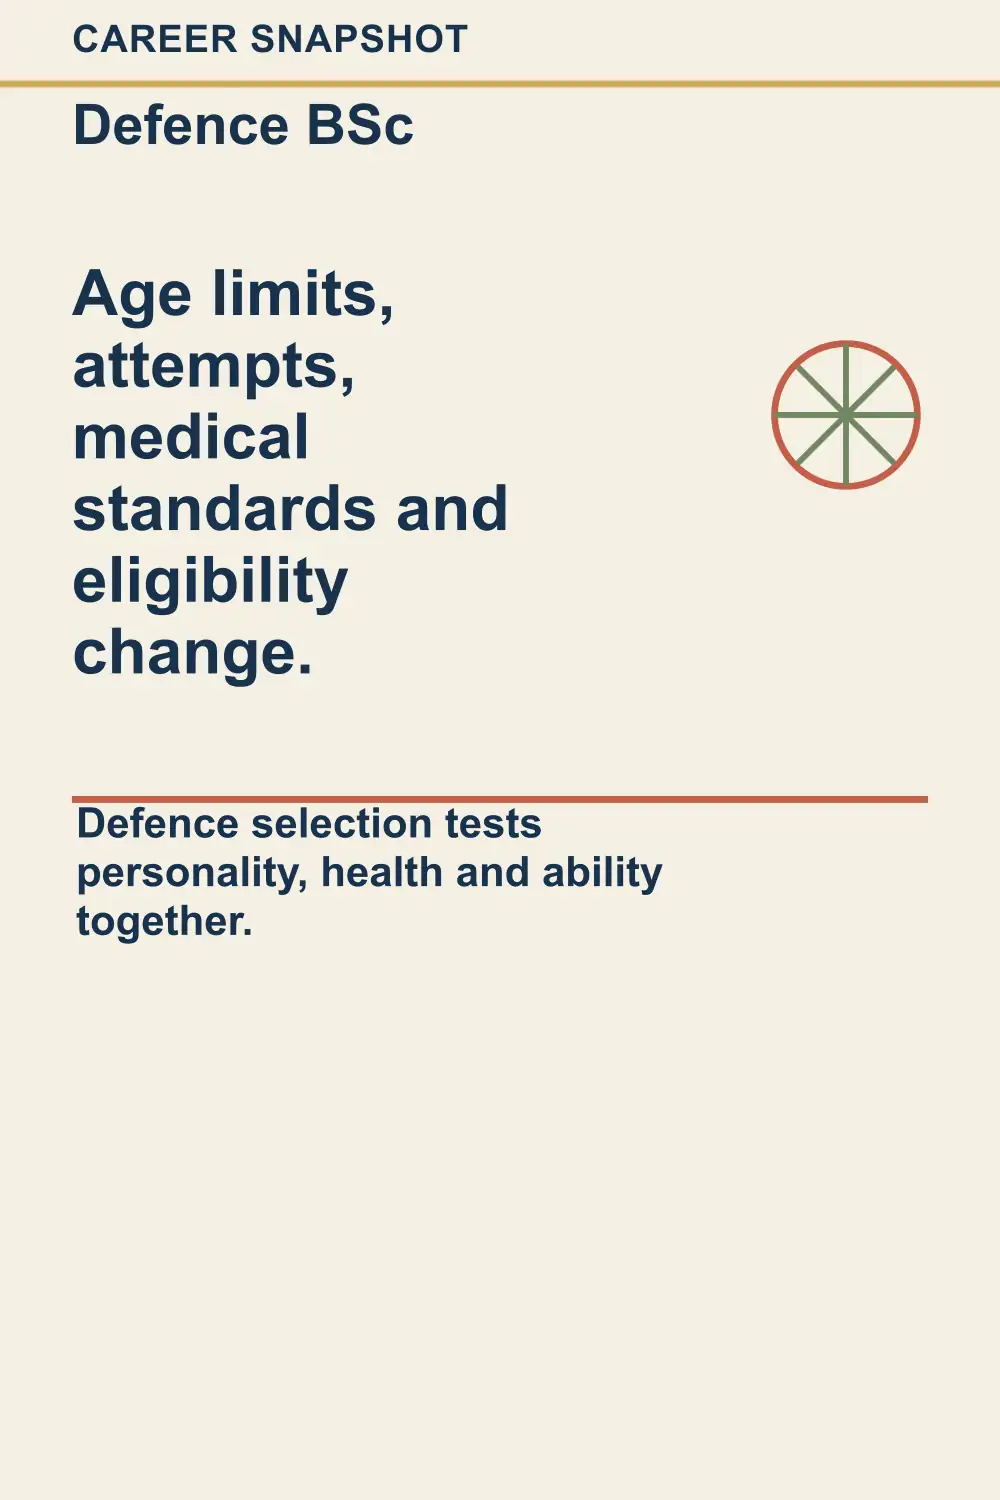 CAREER SNAPSHOT
Defence BSc
Age limits,
attempts,
medical
standards and
eligibility
change.
Defence selection tests
personality, health and ability
together.